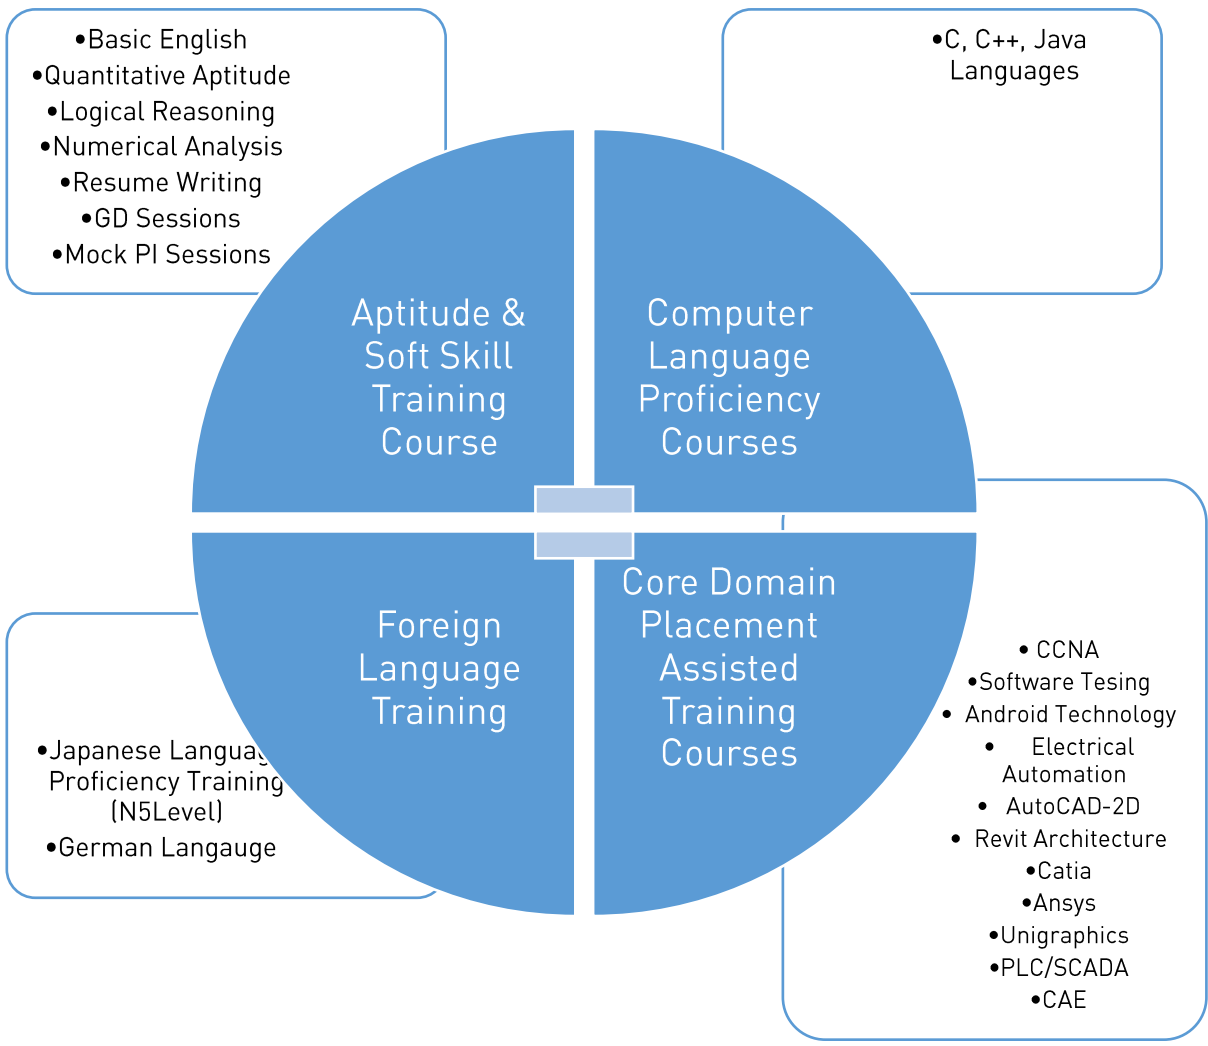 •Basic English
•Quantitative Aptitude
•Logical Reasoning
•Numerical Analysis
•Resume Writing
•GD Sessions
•Mock PI Sessions
•C, C++, Java
Languages
Aptitude &
Soft Skill
Training
Course
Computer
Language
Proficiency
Courses
Foreign
Language
Training
Core Domain
Placement
Assisted
Training
Courses
•Japanese Language
Proficiency Training
(N5Level)
•German Langauge
• CCNA
•Software Tesing
• Android Technology
• Electrical
Automation
• AutoCAD-2D
• Revit Architecture
•Catia
•Ansys
•Unigraphics
•PLC/SCADA
•CAE